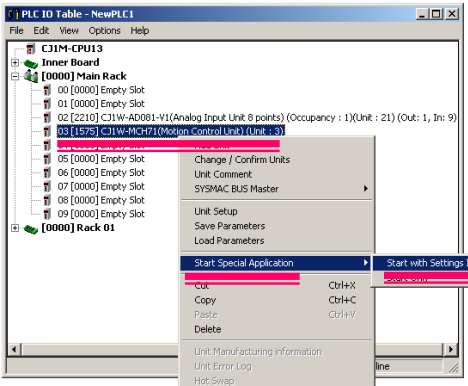 PLC IO Table - NewPLC1
File Edit View Options Help
CJ1M-CPU13
Inner Board
[0000] Main Rack
00 [0000] Empty Slot
01 [0000] Empty Slot
02 [2210] CJ1W-AD081-V1(Analog Input Unit 8 points) (Occupancy : 1)(Unit : 21) (Out: 1, In: 9)
03 [1575] CJ1W-MCH71(Motion Control Unit) (Unit : 3)
05 [0000] Empty Slot
06 [0000] Empty Slot
07 [0000] Empty Slot
08 [0000] Empty Slot
09 [0000] Empty Slot
[0000] Rack 01
Change / Confirm Units
Unit Comment
SYSMAC BUS Master
Unit Setup
Save Parameters
Load Parameters
Start Special Application
Start with Settings
Cut Ctrl+X
Copy Ctrl+C
Paste Ctrl+V
Delete
Unit Manufacturing information
Unit Error Log
Hot Swap
line